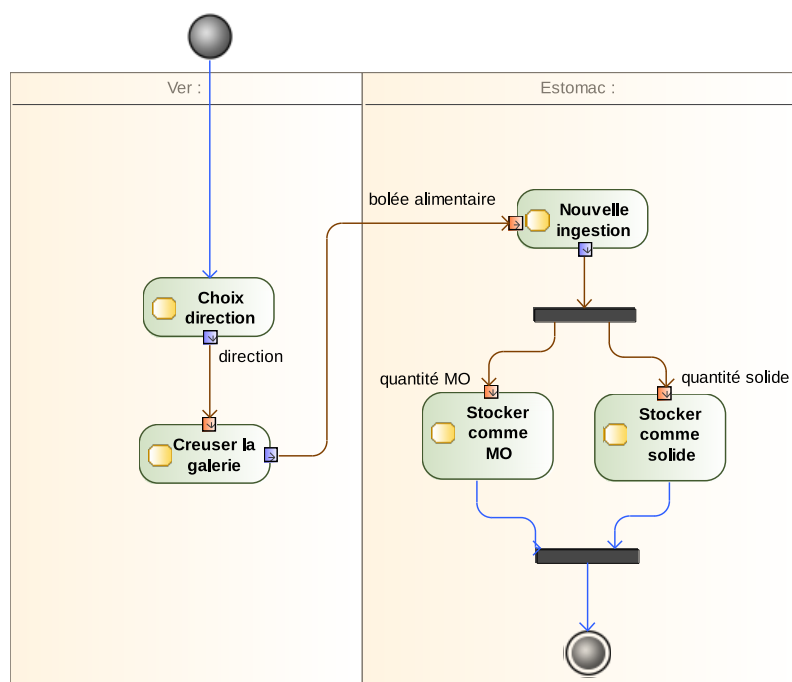 Ver :
Estomac :
bolée alimentaire
Nouvelle
ingestion
Choix
direction
direction
quantité MO
quantité solide
Creuser la
galerie
Stocker
comme
MO
Stocker
comme
solide